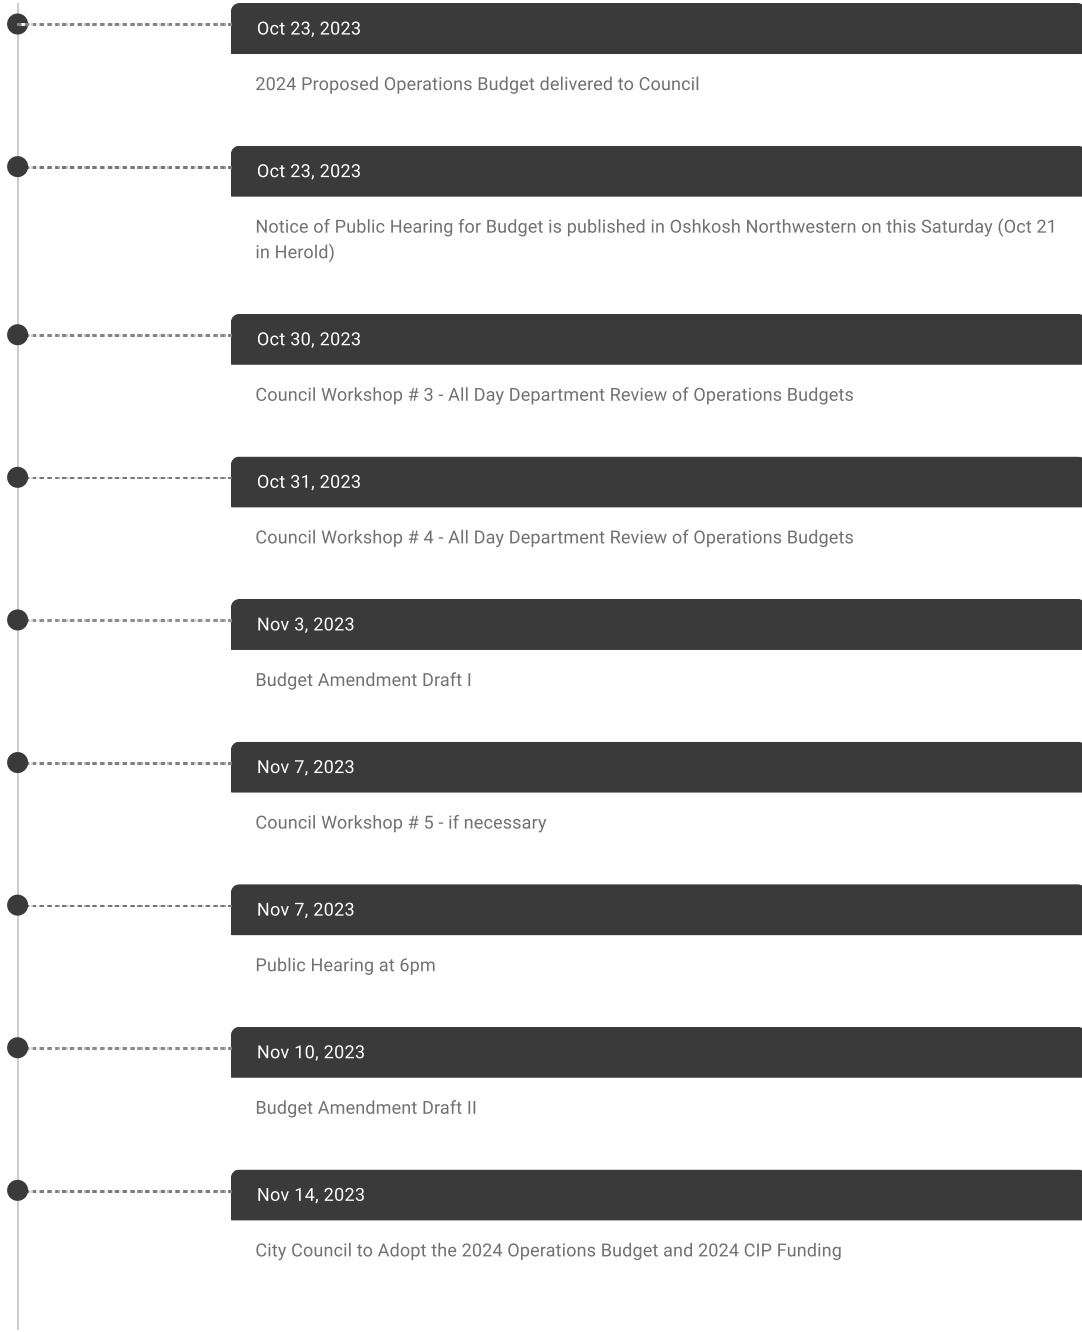 Oct 23, 2023
2024 Proposed Operations Budget delivered to Council
Oct 23, 2023
Notice of Public Hearing for Budget is published in Oshkosh Northwestern on this Saturday (Oct 21
in Herold)
Oct 30, 2023
Council Workshop # 3 - All Day Department Review of Operations Budgets
Oct 31, 2023
Council Workshop # 4 - All Day Department Review of Operations Budgets
Nov 3, 2023
Budget Amendment Draft I
Nov 7, 2023
Council Workshop # 5 - if necessary
Nov 7, 2023
Public Hearing at 6pm
Nov 10, 2023
Budget Amendment Draft II
Nov 14, 2023
City Council to Adopt the 2024 Operations Budget and 2024 CIP Funding